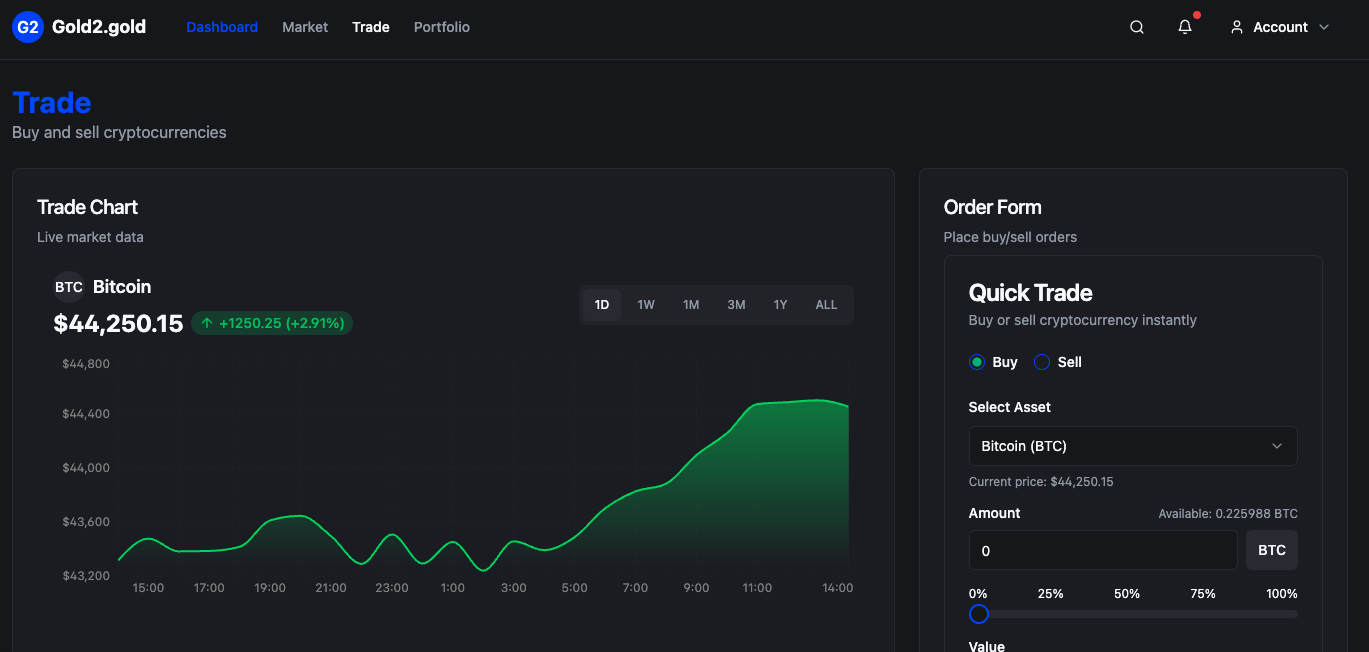 G2 Gold2.gold Dashboard Market Trade Portfolio Account
Trade
Buy and sell cryptocurrencies
Trade Chart
Live market data
BTC Bitcoin
$44,250.15 ↑ +1250.25 (+2.91%)
1D 1W 1M 3M 1Y ALL
$44,800
$44,400
$44,000
$43,600
$43,200
15:00 17:00 19:00 21:00 23:00 1:00 3:00 5:00 7:00 9:00 11:00 14:00
Order Form
Place buy/sell orders
Quick Trade
Buy or sell cryptocurrency instantly
Buy Sell
Select Asset
Bitcoin (BTC)
Current price: $44,250.15
Amount Available: 0.225988 BTC
0 BTC
0% 25% 50% 75% 100%
Value